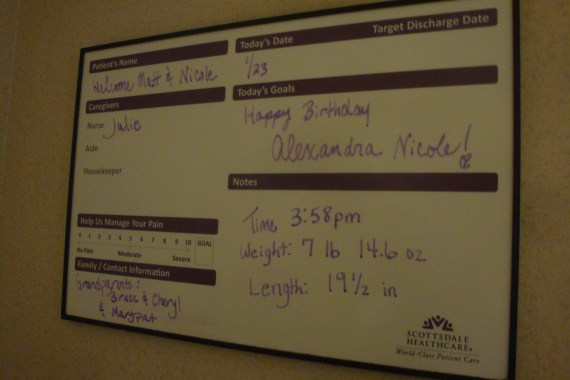 Patient's Name
Welcome Matt & Nicole
Caregivers
Nurse Julie
Aide
Housekeeper
Help Us Manage Your Pain
0 1 2 3 4 5 6 7 8 9 10 GOAL
No Pain Moderate Severe
Family / Contact Information
Grandparents:
Bruce & Cheryl
& Marypat
Today's Date Target Discharge Date
1/23
Today's Goals
Happy Birthday
Alexandra Nicole!
Notes
Time 3:58pm
Weight: 7 lb 14.6 oz
Length: 19 1/2 in
SCOTTSDALE
HEALTHCARE
World-Class Patient Care